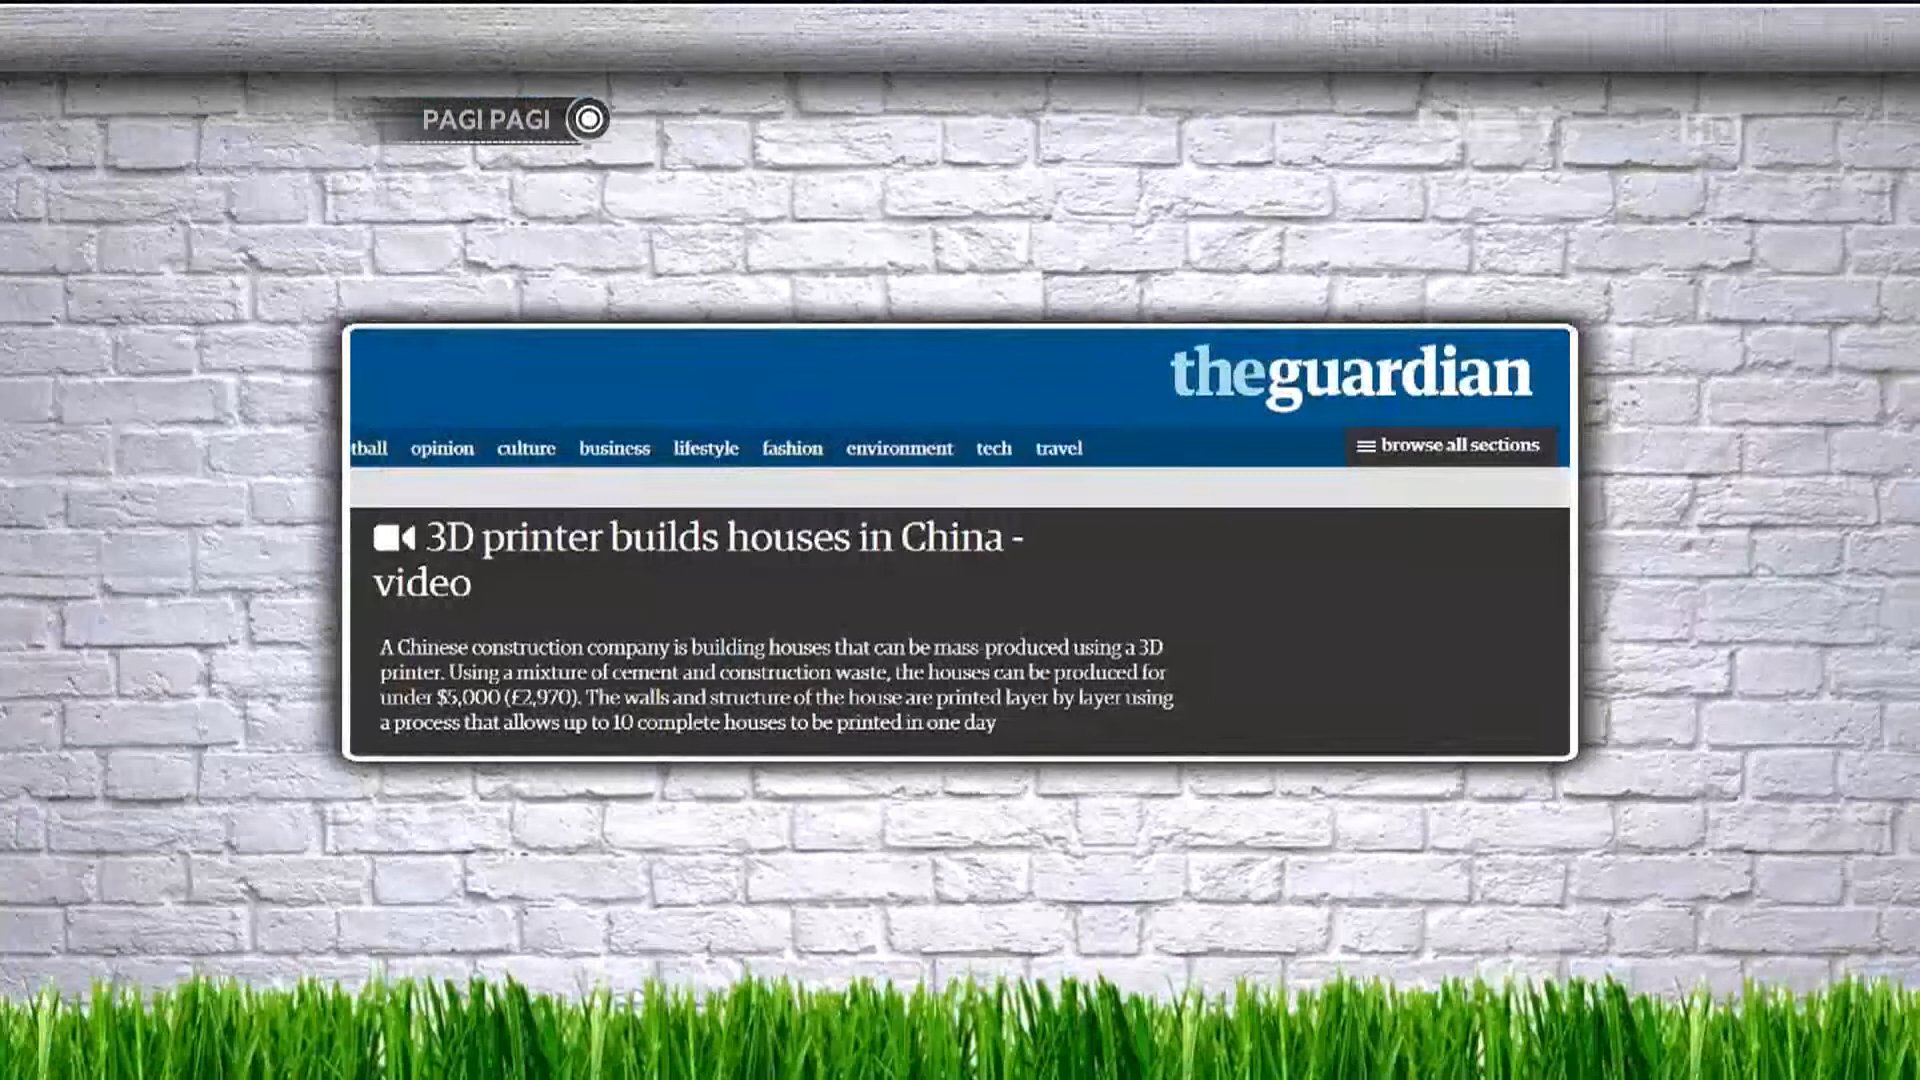 PAGI PAGI
HD
theguardian
tball opinion culture business lifestyle fashion environment tech travel
browse all sections
3D printer builds houses in China -
video
A Chinese construction company is building houses that can be mass-produced using a 3D
printer. Using a mixture of cement and construction waste, the houses can be produced for
under $5,000 (£2,970). The walls and structure of the house are printed layer by layer using
a process that allows up to 10 complete houses to be printed in one day